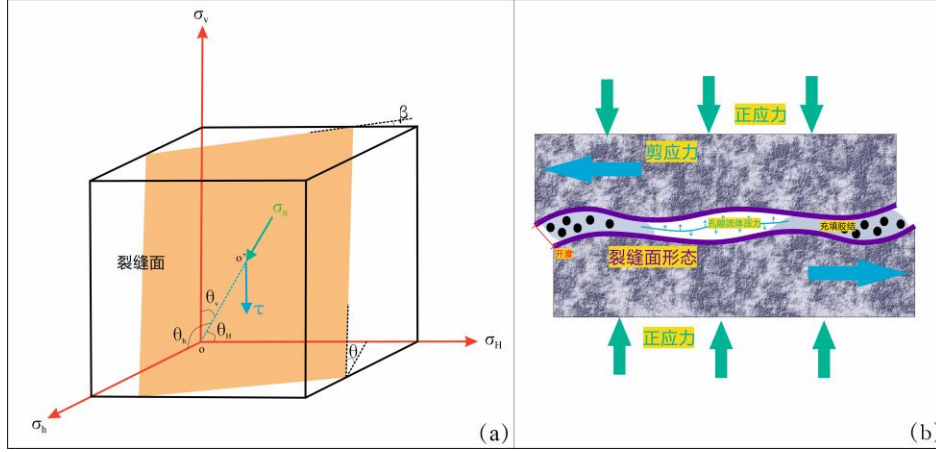 σv
β
σn
裂缝面
o'
θv
τ
θh
θH
o
θ
σH
σh
(a)
正应力
剪应力
孔隙流体压力
充填胶结
开度
裂缝面形态
正应力
(b)